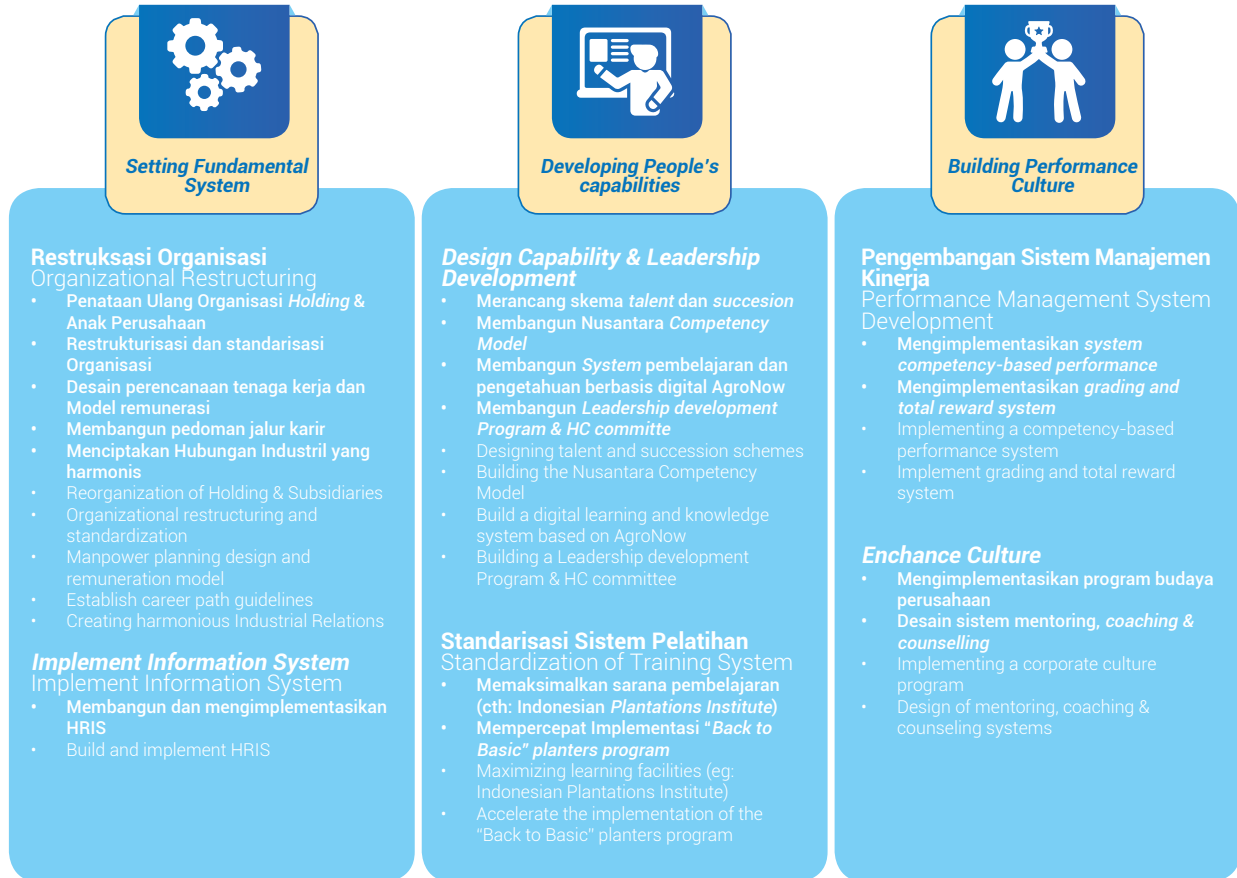 Setting Fundamental
System
Restruksasi Organisasi
Organizational Restructuring
• Penataan Ulang Organisasi Holding &
Anak Perusahaan
• Restrukturisasi dan standarisasi
Organisasi
• Desain perencanaan tenaga kerja dan
Model remunerasi
• Membangun pedoman jalur karir
• Menciptakan Hubungan Industril yang
harmonis
• Reorganization of Holding & Subsidiaries
• Organizational restructuring and
standardization
• Manpower planning design and
remuneration model
• Establish career path guidelines
• Creating harmonious Industrial Relations
Implement Information System
Implement Information System
• Membangun dan mengimplementasikan
HRIS
• Build and implement HRIS
Developing People's
capabilities
Design Capability & Leadership
Development
• Merancang skema talent dan succesion
• Membangun Nusantara Competency
Model
• Membangun System pembelajaran dan
pengetahuan berbasis digital AgroNow
• Membangun Leadership development
Program & HC committe
• Designing talent and succession schemes
• Building the Nusantara Competency
Model
• Build a digital learning and knowledge
system based on AgroNow
• Building a Leadership development
Program & HC committee
Standarisasi Sistem Pelatihan
Standardization of Training System
• Memaksimalkan sarana pembelajaran
(cth: Indonesian Plantations Institute)
• Mempercepat Implementasi “Back to
Basic” planters program
• Maximizing learning facilities (eg:
Indonesian Plantations Institute)
• Accelerate the implementation of the
“Back to Basic” planters program
Building Performance
Culture
Pengembangan Sistem Manajemen
Kinerja
Performance Management System
Development
• Mengimplementasikan system
competency-based performance
• Mengimplementasikan grading and
total reward system
• Implementing a competency-based
performance system
• Implement grading and total reward
system
Enchance Culture
• Mengimplementasikan program budaya
perusahaan
• Desain sistem mentoring, coaching &
counselling
• Implementing a corporate culture
program
• Design of mentoring, coaching &
counseling systems